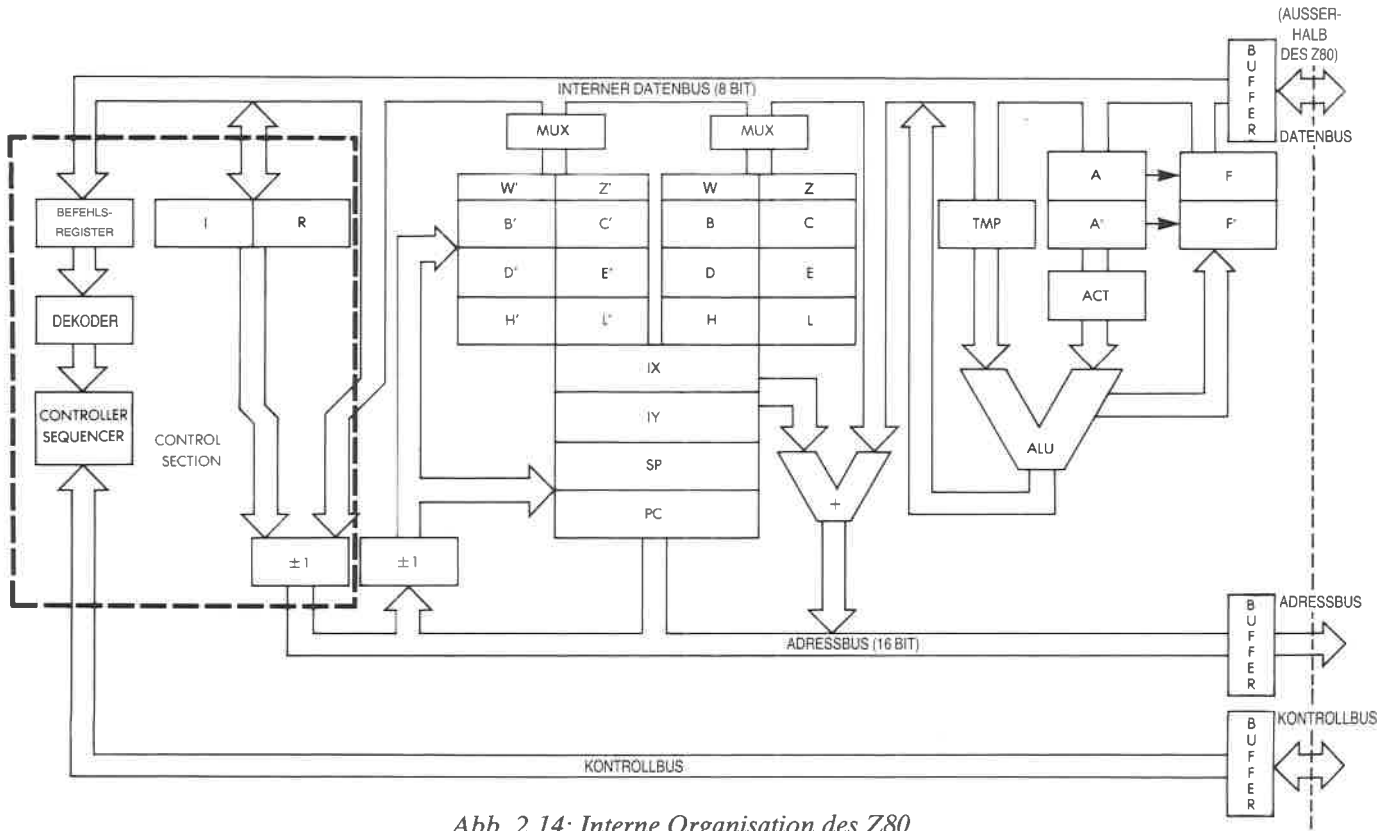 (AUSSER-
HALB
DES Z80)
BUFFER
DATENBUS
INTERNER DATENBUS (8 BIT)
MUX
MUX
W'
Z'
W
Z
B'
C'
B
C
D'
E'
D
E
H'
L'
H
L
IX
IY
SP
PC
BEFEHLS-
REGISTER
I
R
DEKODER
CONTROLLER
SEQUENCER
CONTROL
SECTION
±1
±1
+
TMP
A
F
A'
F'
ACT
ALU
BUFFER
ADRESSBUS
ADRESSBUS (16 BIT)
BUFFER
KONTROLLBUS
KONTROLLBUS
Abb. 2.14: Interne Organisation des Z80